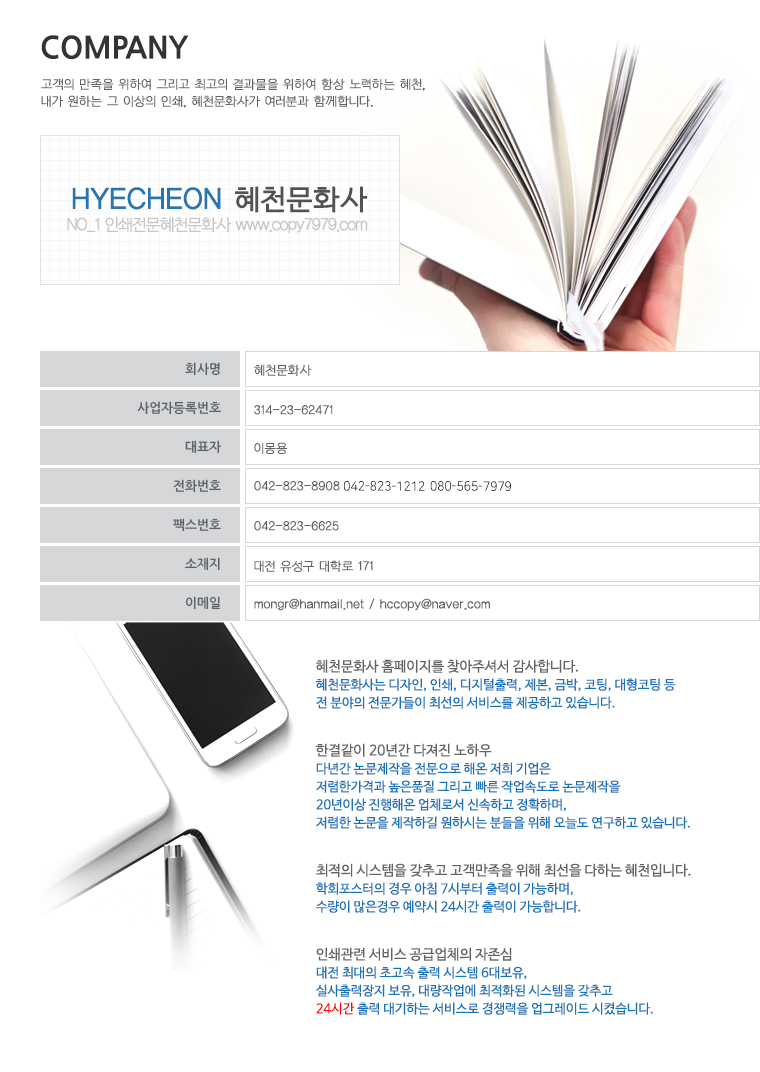 COMPANY
고객의 만족을 위하여 그리고 최고의 결과물을 위하여 항상 노력하는 혜천,
내가 원하는 그 이상의 인쇄, 혜천문화사가 여러분과 함께합니다.
HYECHEON 혜천문화사
NO_1 인쇄전문혜천문화사 www.copy7979.com
회사명 혜천문화사
사업자등록번호 314-23-62471
대표자 이몽용
전화번호 042-823-8908 042-823-1212 080-565-7979
팩스번호 042-823-6625
소재지 대전 유성구 대학로 171
이메일 mongr@hanmail.net / hccopy@naver.com
혜천문화사 홈페이지를 찾아주셔서 감사합니다.
혜천문화사는 디자인, 인쇄, 디지털출력, 제본, 금박, 코팅, 대형코팅 등
전 분야의 전문가들이 최선의 서비스를 제공하고 있습니다.
한결같이 20년간 다져진 노하우
다년간 논문제작을 전문으로 해온 저희 기업은
저렴한가격과 높은품질 그리고 빠른 작업속도로 논문제작을
20년이상 진행해온 업체로서 신속하고 정확하며,
저렴한 논문을 제작하길 원하시는 분들을 위해 오늘도 연구하고 있습니다.
최적의 시스템을 갖추고 고객만족을 위해 최선을 다하는 혜천입니다.
학회포스터의 경우 아침 7시부터 출력이 가능하며,
수량이 많은경우 예약시 24시간 출력이 가능합니다.
인쇄관련 서비스 공급업체의 자존심
대전 최대의 초고속 출력 시스템 6대보유,
실사출력장지 보유, 대량작업에 최적화된 시스템을 갖추고
24시간 출력 대기하는 서비스로 경쟁력을 업그레이드 시켰습니다.